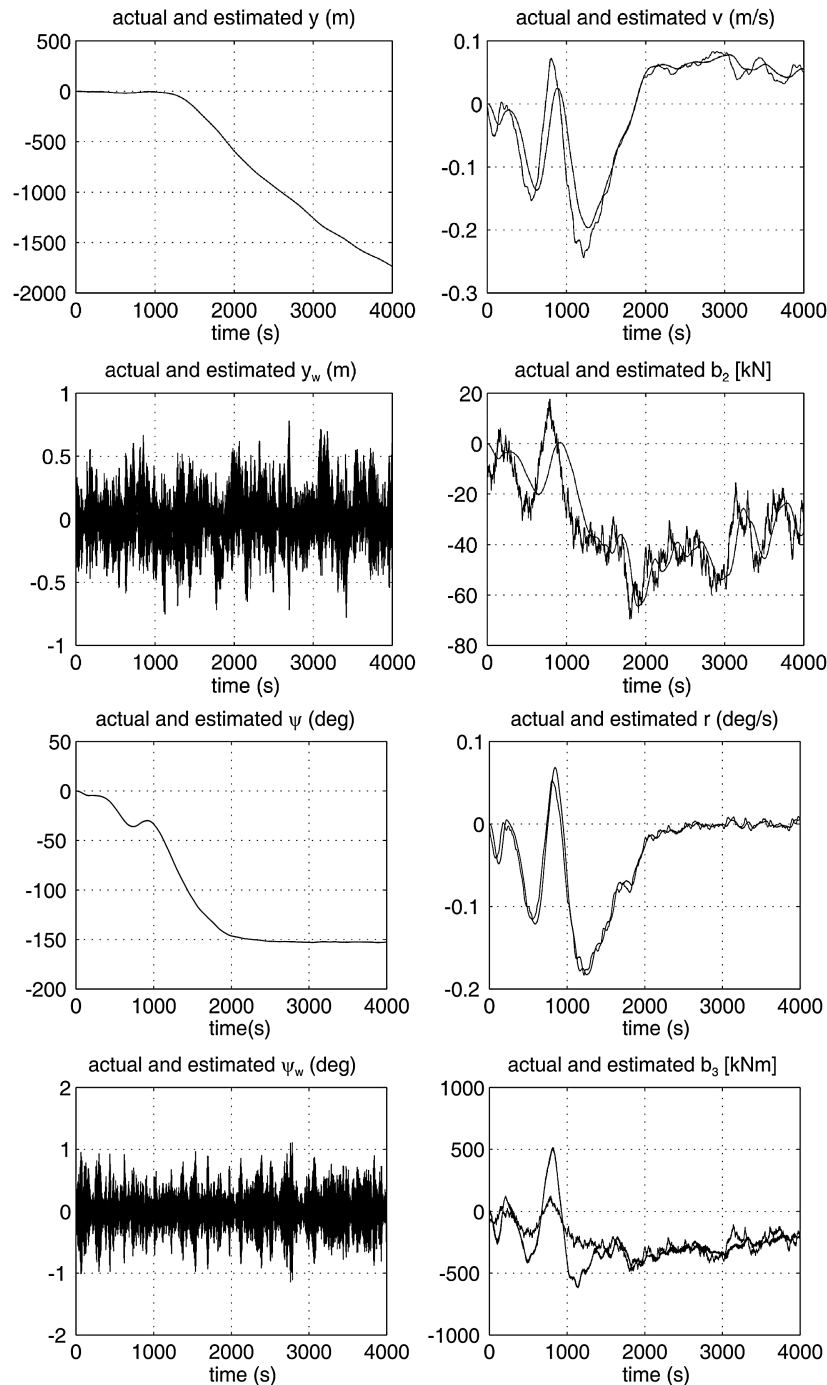 actual and estimated y (m)
500
0
-500
-1000
-1500
-2000
0 1000 2000 3000 4000
time (s)
actual and estimated v (m/s)
0.1
0
-0.1
-0.2
-0.3
0 1000 2000 3000 4000
time (s)
actual and estimated y_w (m)
1
0.5
0
-0.5
-1
0 1000 2000 3000 4000
time (s)
actual and estimated b_2 [kN]
20
0
-20
-40
-60
-80
0 1000 2000 3000 4000
time (s)
actual and estimated ψ (deg)
50
0
-50
-100
-150
-200
0 1000 2000 3000 4000
time(s)
actual and estimated r (deg/s)
0.1
0
-0.1
-0.2
0 1000 2000 3000 4000
time (s)
actual and estimated ψ_w (deg)
2
1
0
-1
-2
0 1000 2000 3000 4000
time (s)
actual and estimated b_3 [kNm]
1000
500
0
-500
-1000
0 1000 2000 3000 4000
time (s)